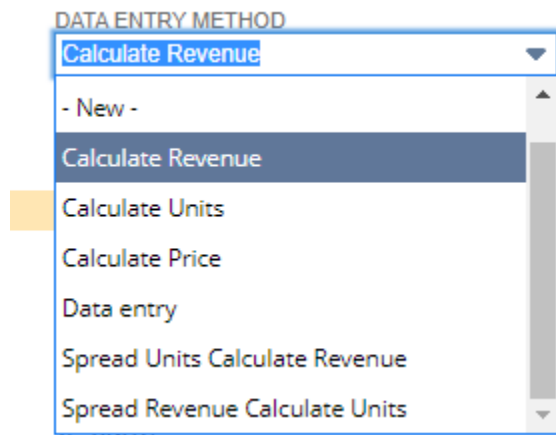 DATA ENTRY METHOD
Calculate Revenue
- New -
Calculate Revenue
Calculate Units
Calculate Price
Data entry
Spread Units Calculate Revenue
Spread Revenue Calculate Units